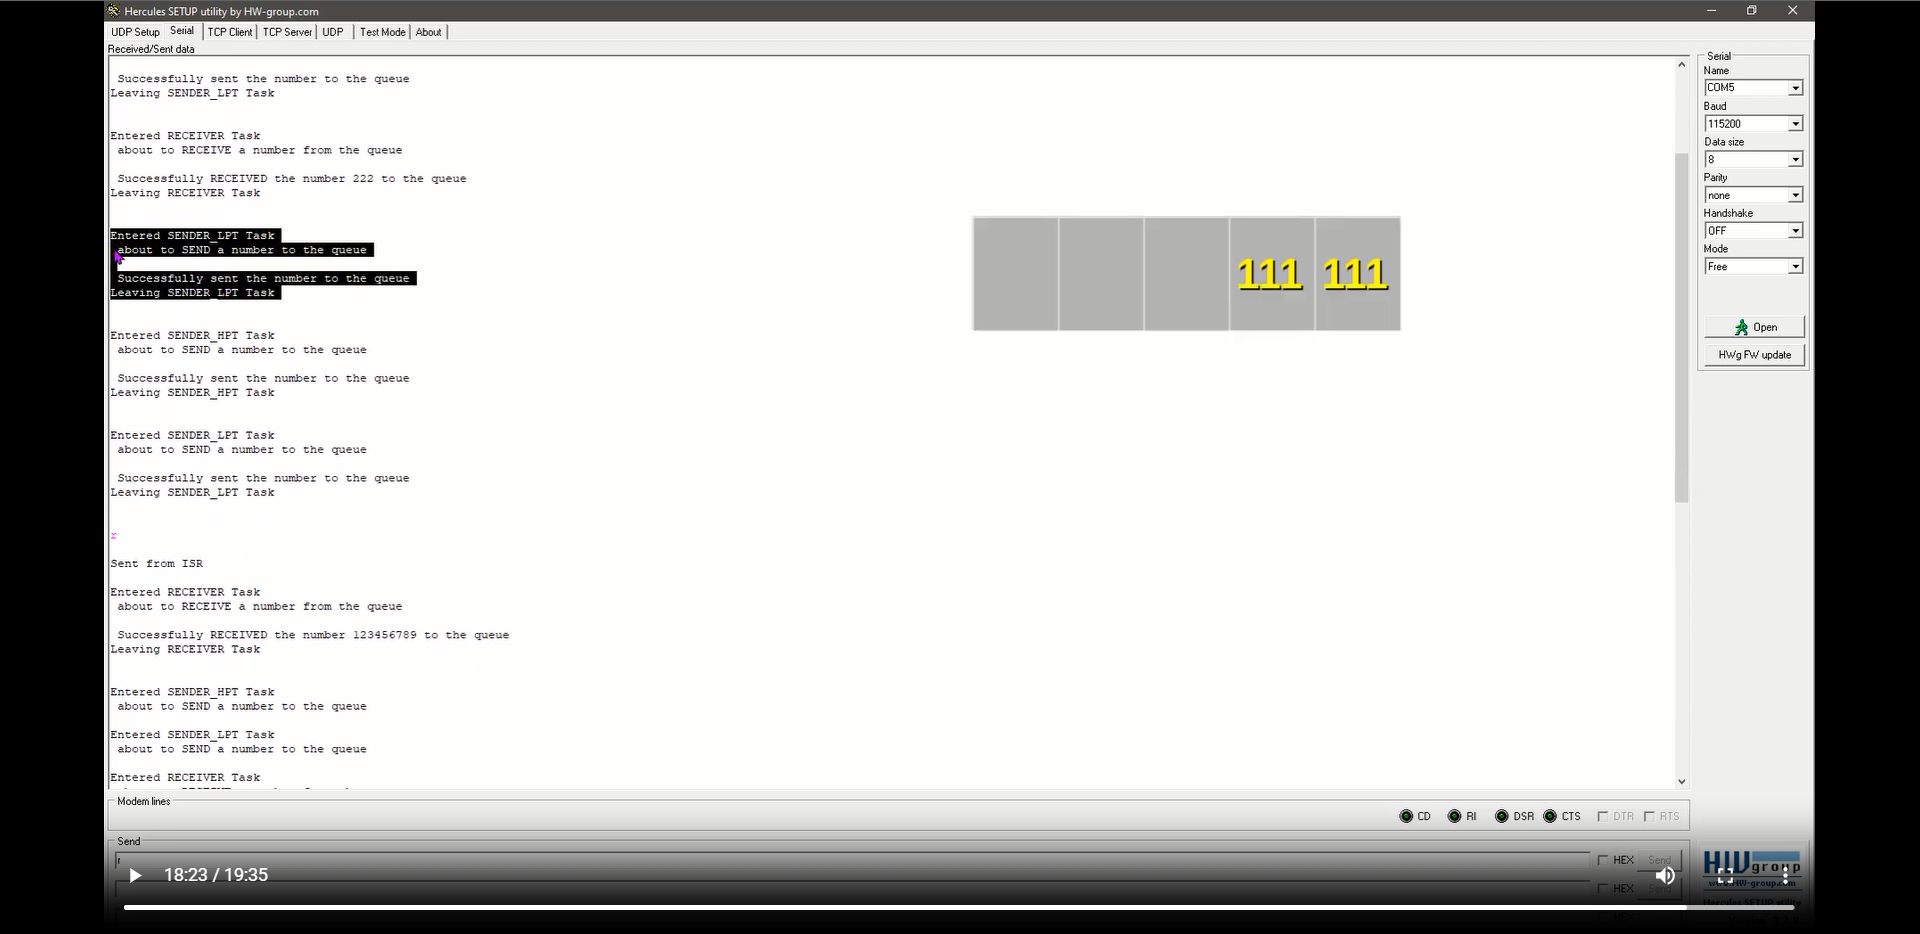 Hercules SETUP utility by HW-group.com
UDP Setup Serial TCP Client TCP Server UDP Test Mode About
Received/Sent data
Successfully sent the number to the queue
Leaving SENDER_LPT Task
Entered RECEIVER Task
about to RECEIVE a number from the queue
Successfully RECEIVED the number 222 to the queue
Leaving RECEIVER Task
Entered SENDER_LPT Task
about to SEND a number to the queue
Successfully sent the number to the queue
Leaving SENDER_LPT Task
Entered SENDER_HPT Task
about to SEND a number to the queue
Successfully sent the number to the queue
Leaving SENDER_HPT Task
Entered SENDER_LPT Task
about to SEND a number to the queue
Successfully sent the number to the queue
Leaving SENDER_LPT Task
r
Sent from ISR
Entered RECEIVER Task
about to RECEIVE a number from the queue
Successfully RECEIVED the number 123456789 to the queue
Leaving RECEIVER Task
Entered SENDER_HPT Task
about to SEND a number to the queue
Entered SENDER_LPT Task
about to SEND a number to the queue
Entered RECEIVER Task
111 111
Serial
Name
COM5
Baud
115200
Data size
8
Parity
none
Handshake
OFF
Mode
Free
Open
HWg FW update
Modem lines
CD RI DSR CTS DTR RTS
Send
r
HEX Send
HEX Send
18:23 / 19:35
HW group
www.HW-group.com
Hercules SETUP utility